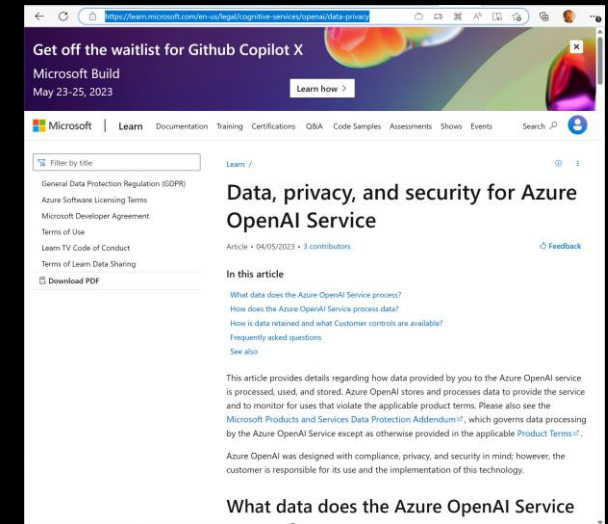 https://learn.microsoft.com/en-us/legal/cognitive-services/openai/data-privacy
Get off the waitlist for Github Copilot X
Microsoft Build
May 23-25, 2023
Learn how >
Microsoft | Learn Documentation Training Certifications Q&A Code Samples Assessments Shows Events Search
Filter by title
General Data Protection Regulation (GDPR)
Azure Software Licensing Terms
Microsoft Developer Agreement
Terms of Use
Learn TV Code of Conduct
Terms of Learn Data Sharing
Download PDF
Learn /
Data, privacy, and security for Azure
OpenAI Service
Article • 04/05/2023 • 3 contributors
Feedback
In this article
What data does the Azure OpenAI Service process?
How does the Azure OpenAI Service process data?
How is data retained and what Customer controls are available?
Frequently asked questions
See also
This article provides details regarding how data provided by you to the Azure OpenAI service
is processed, used, and stored. Azure OpenAI stores and processes data to provide the service
and to monitor for uses that violate the applicable product terms. Please also see the
Microsoft Products and Services Data Protection Addendum, which governs data processing
by the Azure OpenAI Service except as otherwise provided in the applicable Product Terms.
Azure OpenAI was designed with compliance, privacy, and security in mind; however, the
customer is responsible for its use and the implementation of this technology.
What data does the Azure OpenAI Service